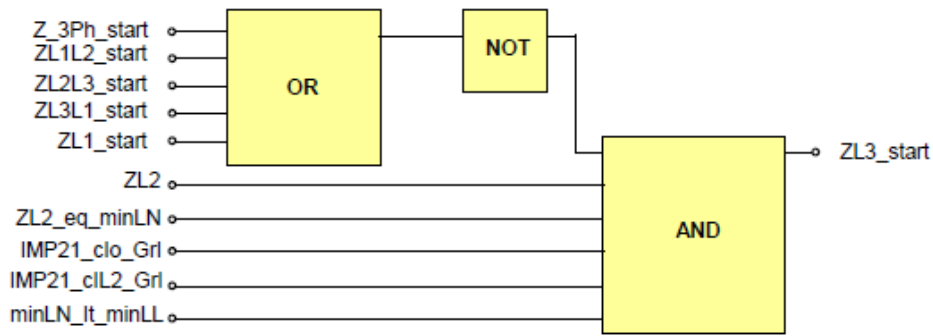 Z_3Ph_start
ZL1L2_start
ZL2L3_start
ZL3L1_start
ZL1_start
OR
NOT
ZL2
ZL2_eq_minLN
IMP21_clo_Grl
IMP21_clL2_Grl
minLN_lt_minLL
AND
ZL3_start